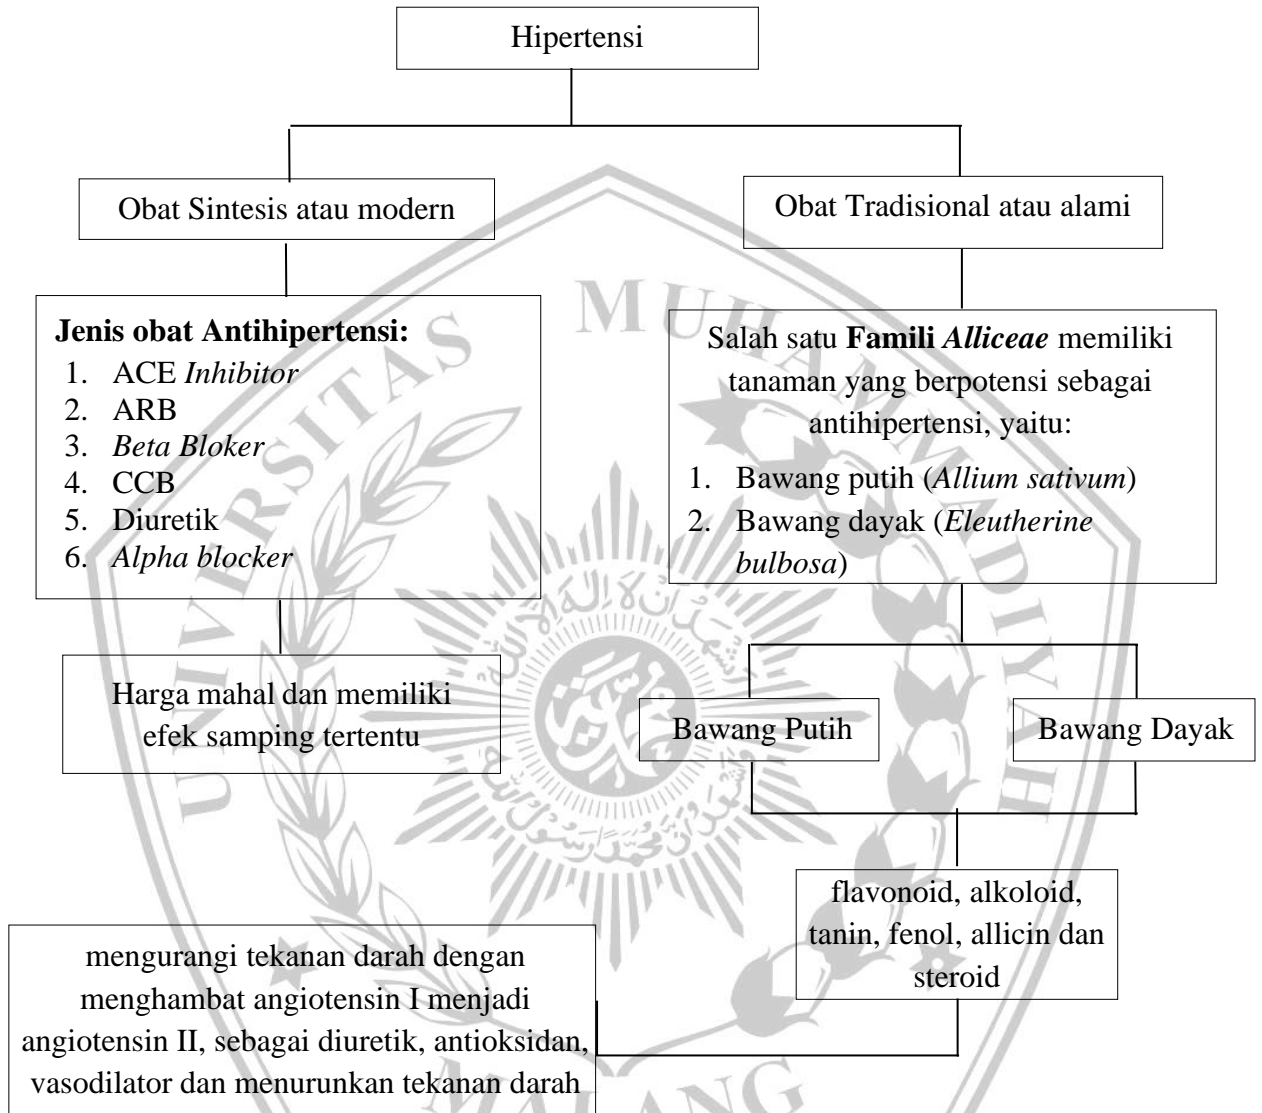 Hipertensi
Obat Sintesis atau modern
Obat Tradisional atau alami
Jenis obat Antihipertensi:
1. ACE Inhibitor
2. ARB
3. Beta Bloker
4. CCB
5. Diuretik
6. Alpha blocker
Salah satu Famili Alliceae memiliki
tanaman yang berpotensi sebagai
antihipertensi, yaitu:
1. Bawang putih (Allium sativum)
2. Bawang dayak (Eleutherine
bulbosa)
Harga mahal dan memiliki
efek samping tertentu
Bawang Putih
Bawang Dayak
flavonoid, alkoloid,
tanin, fenol, allicin dan
steroid
mengurangi tekanan darah dengan
menghambat angiotensin I menjadi
angiotensin II, sebagai diuretik, antioksidan,
vasodilator dan menurunkan tekanan darah
UNIVERSITAS MUHAMMADIYAH
MALANG